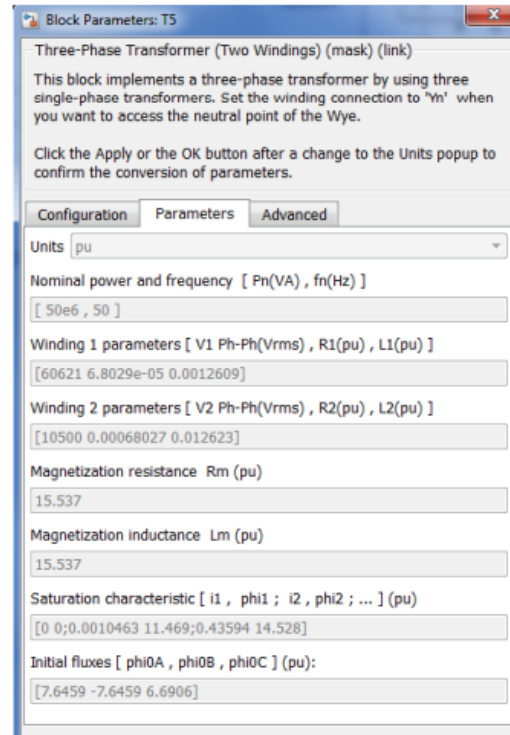 Block Parameters: T5
Three-Phase Transformer (Two Windings) (mask) (link)
This block implements a three-phase transformer by using three
single-phase transformers. Set the winding connection to 'Yn' when
you want to access the neutral point of the Wye.
Click the Apply or the OK button after a change to the Units popup to
confirm the conversion of parameters.
Configuration Parameters Advanced
Units pu
Nominal power and frequency [ Pn(VA) , fn(Hz) ]
[ 50e6 , 50 ]
Winding 1 parameters [ V1 Ph-Ph(Vrms) , R1(pu) , L1(pu) ]
[60621 6.8029e-05 0.0012609]
Winding 2 parameters [ V2 Ph-Ph(Vrms) , R2(pu) , L2(pu) ]
[10500 0.00068027 0.012623]
Magnetization resistance Rm (pu)
15.537
Magnetization inductance Lm (pu)
15.537
Saturation characteristic [ i1 , phi1 ; i2 , phi2 ; ... ] (pu)
[0 0;0.0010463 11.469;0.43594 14.528]
Initial fluxes [ phi0A , phi0B , phi0C ] (pu):
[7.6459 -7.6459 6.6906]